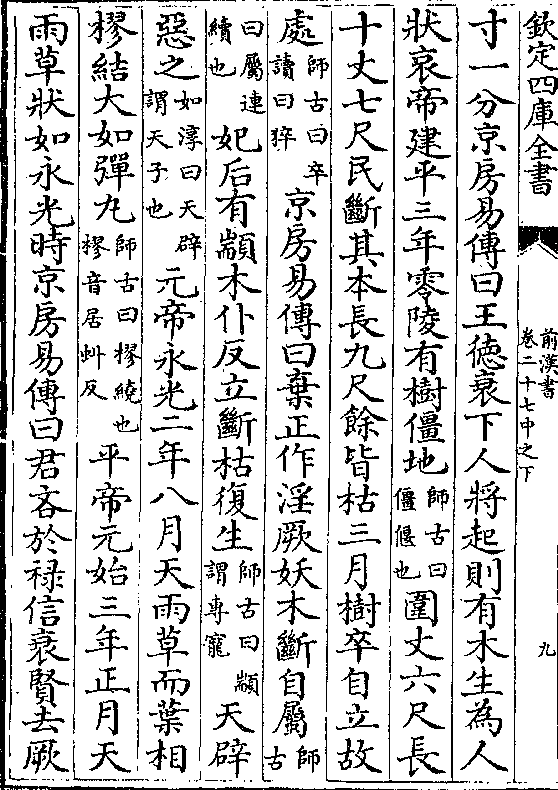 欽定四庫全書
前漢書
卷二十七中之下
九
寸一分京房易傳曰王德衰下人將起則有木生為人
狀哀帝建平三年零陵有樹僵地師古曰僵偃也圍丈六尺長
十丈七尺民斷其本長九尺餘皆枯三月樹卒自立故
處師古曰卒讀曰猝京房易傳曰棄正作淫厥妖木斷自屬師古
曰屬連續也妃后有顓木仆反立斷枯復生師古曰顓謂專寵天辟
惡之如淳曰天辟謂天子也元帝永光二年八月天雨草而葉相
樛結大如彈丸師古曰樛繞也樛音居虯反平帝元始三年正月天
雨草狀如永光時京房易傳曰君吝於祿信衰賢去厥